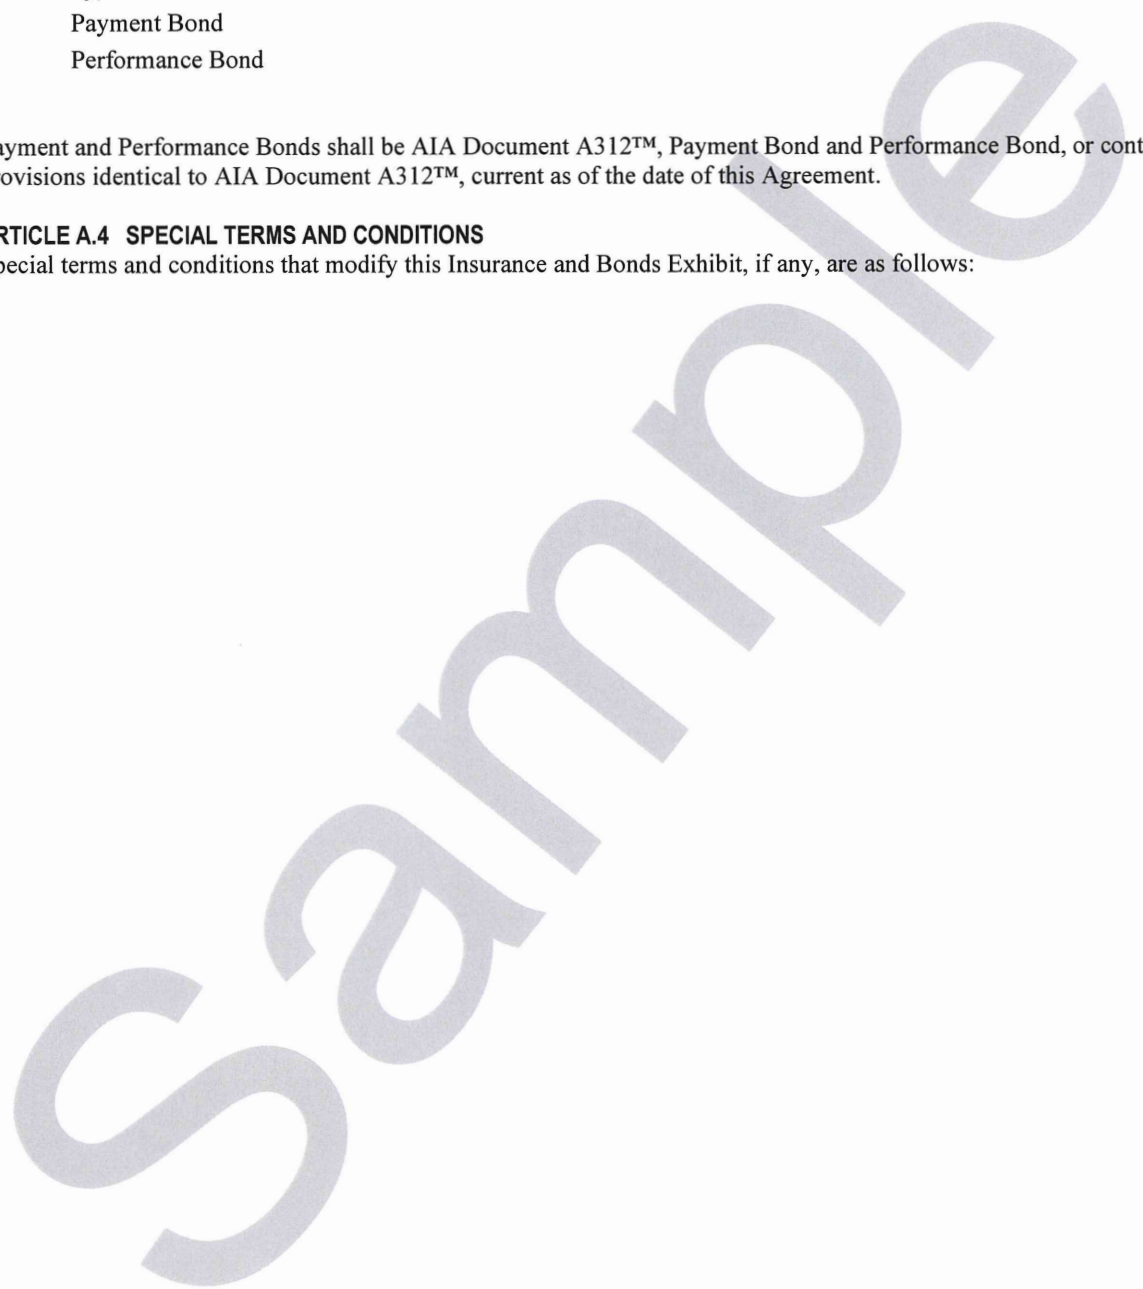 Payment Bond
Performance Bond
ayment and Performance Bonds shall be AIA Document A312™, Payment Bond and Performance Bond, or cont
rovisions identical to AIA Document A312™, current as of the date of this Agreement.
RTICLE A.4 SPECIAL TERMS AND CONDITIONS
pecial terms and conditions that modify this Insurance and Bonds Exhibit, if any, are as follows:
Sample